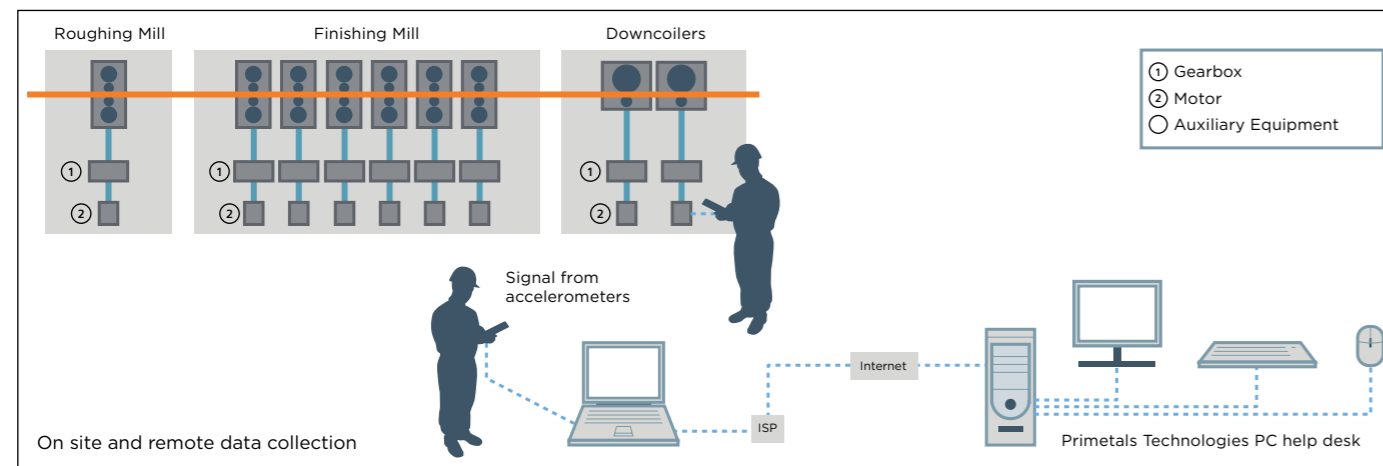 Roughing Mill
Finishing Mill
Downcoilers
1 Gearbox
2 Motor
Auxiliary Equipment
1
1
1
2
2
2
Signal from
accelerometers
Internet
ISP
On site and remote data collection
Primetals Technologies PC help desk